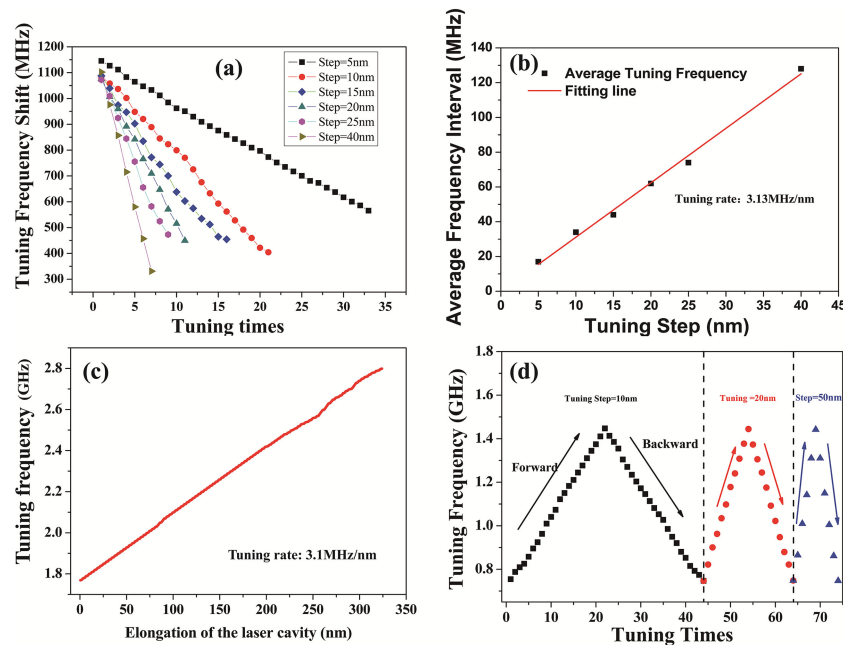 (a)
Step=5nm
Step=10nm
Step=15nm
Step=20nm
Step=25nm
Step=40nm
1200
1100
1000
900
800
700
600
500
400
300
0 5 10 15 20 25 30 35
Tuning Frequency Shift (MHz)
Tuning times
(b)
Average Tuning Frequency
Fitting line
Tuning rate: 3.13MHz/nm
140
120
100
80
60
40
20
0
0 5 10 15 20 25 30 35 40 45
Average Frequency Interval (MHz)
Tuning Step (nm)
(c)
2.8
2.6
2.4
2.2
2.0
1.8
Tuning rate: 3.1MHz/nm
0 50 100 150 200 250 300 350
Tuning frequency (GHz)
Elongation of the laser cavity (nm)
(d)
1.8
1.6
1.4
1.2
1.0
0.8
0.6
Tuning Step=10nm
Tuning =20nm
Step=50nm
Forward
Backward
0 10 20 30 40 50 60 70
Tuning Frequency (GHz)
Tuning Times